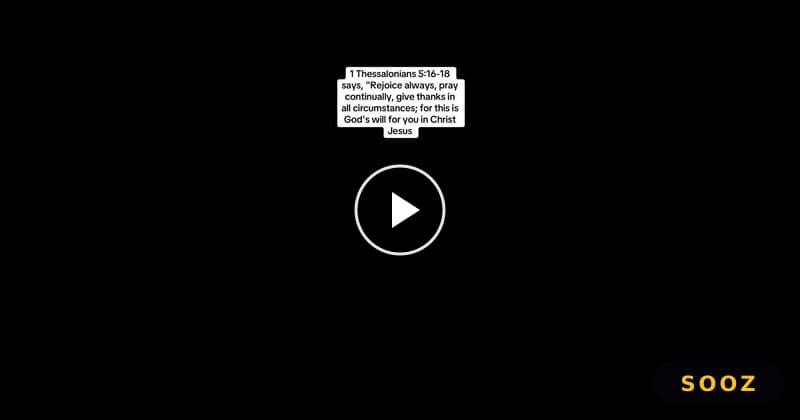 1 Thessalonians 5:16-18
says, "Rejoice always, pray
continually, give thanks in
all circumstances; for this is
God's will for you in Christ
Jesus
SOOZ